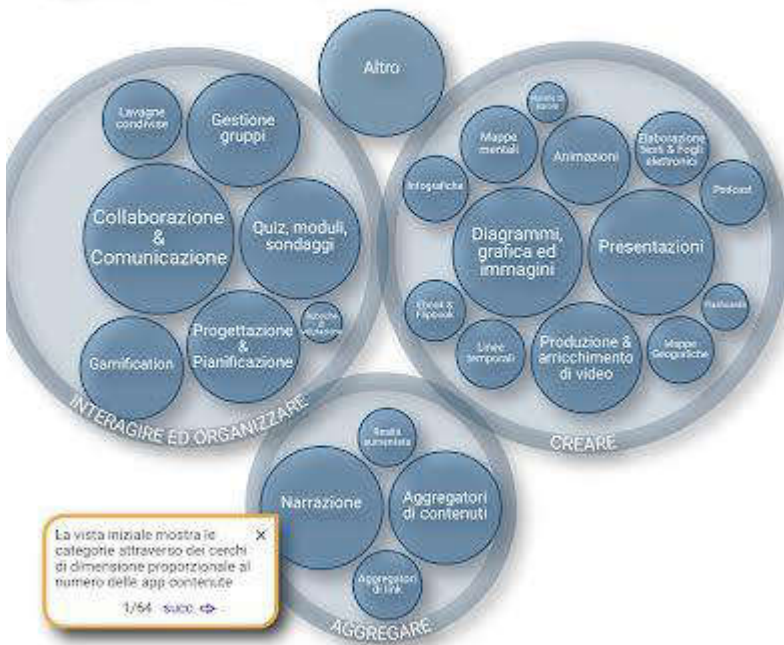 Altro
Lavagne
condivise
Gestione
gruppi
Collaborazione
&
Comunicazione
Quiz, moduli,
sondaggi
Gamification
Progettazione
&
Pianificazione
INTERAGIRE ED ORGANIZZARE
Mappe
mentali
Animazioni
Elaborazione
testi & Fogli
elettronici
Infografiche
Podcast
Diagrammi,
grafica ed
immagini
Presentazioni
Ebook &
Flipbook
Flashcards
Linee
temporali
Produzione &
arricchimento
di video
Mappe
Geografiche
CREARE
Realtà
aumentata
Narrazione
Aggregatori
di contenuti
Aggregatori
di link
AGGREGARE
La vista iniziale mostra le
categorie attraverso dei cerchi
di dimensione proporzionale al
numero delle app contenute
1/64 succ.